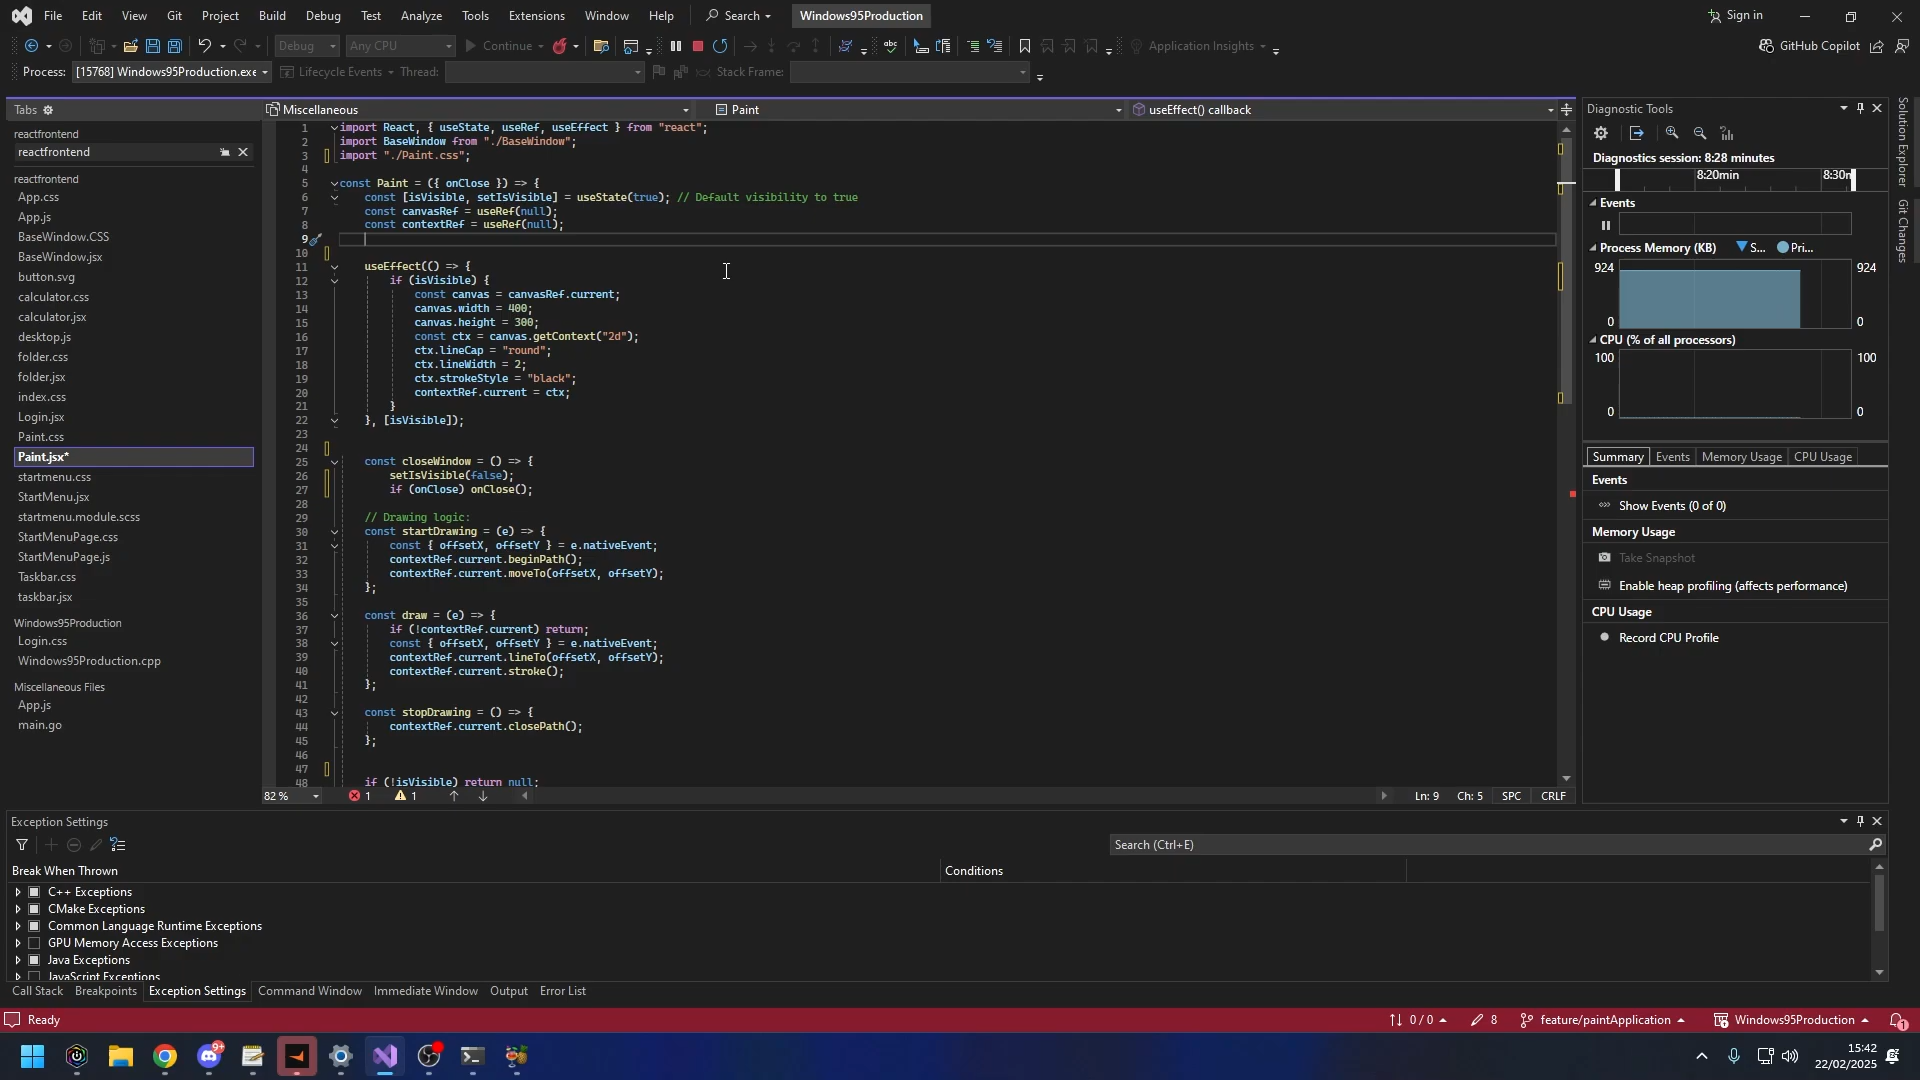 File Edit View Git Project Build Debug Test Analyze Tools Extensions Window Help Search Windows95Production Sign in
Debug Any CPU Continue Application Insights GitHub Copilot
Process: [15768] Windows95Production.exe Lifecycle Events Thread: Stack Frame:
Tabs
reactfrontend
reactfrontend
reactfrontend
App.css
App.js
BaseWindow.CSS
BaseWindow.jsx
button.svg
calculator.css
calculator.jsx
desktop.js
folder.css
folder.jsx
index.css
Login.jsx
Paint.css
Paint.jsx*
startmenu.css
StartMenu.jsx
startmenu.module.scss
StartMenuPage.css
StartMenuPage.js
Taskbar.css
taskbar.jsx
Windows95Production
Login.css
Windows95Production.cpp
Miscellaneous Files
App.js
main.go
Miscellaneous Paint useEffect() callback
1 import React, { useState, useRef, useEffect } from "react";
2 import BaseWindow from "./BaseWindow";
3 import "./Paint.css";
4
5 const Paint = ({ onClose }) => {
6 const [isVisible, setIsVisible] = useState(true); // Default visibility to true
7 const canvasRef = useRef(null);
8 const contextRef = useRef(null);
9
10
11 useEffect(() => {
12 if (isVisible) {
13 const canvas = canvasRef.current;
14 canvas.width = 400;
15 canvas.height = 300;
16 const ctx = canvas.getContext("2d");
17 ctx.lineCap = "round";
18 ctx.lineWidth = 2;
19 ctx.strokeStyle = "black";
20 contextRef.current = ctx;
21 }
22 }, [isVisible]);
23
24
25 const closeWindow = () => {
26 setIsVisible(false);
27 if (onClose) onClose();
28
29 // Drawing logic:
30 const startDrawing = (e) => {
31 const { offsetX, offsetY } = e.nativeEvent;
32 contextRef.current.beginPath();
33 contextRef.current.moveTo(offsetX, offsetY);
34 };
35
36 const draw = (e) => {
37 if (!contextRef.current) return;
38 const { offsetX, offsetY } = e.nativeEvent;
39 contextRef.current.lineTo(offsetX, offsetY);
40 contextRef.current.stroke();
41 };
42
43 const stopDrawing = () => {
44 contextRef.current.closePath();
45 };
46
47
48 if (!isVisible) return null;
82 % 1 1 Ln: 9 Ch: 5 SPC CRLF
Diagnostic Tools
Diagnostics session: 8:28 minutes
8:20min 8:30m
Events
Process Memory (KB) S... Pri...
924 924
0 0
CPU (% of all processors)
100 100
0 0
Summary Events Memory Usage CPU Usage
Events
Show Events (0 of 0)
Memory Usage
Take Snapshot
Enable heap profiling (affects performance)
CPU Usage
Record CPU Profile
Solution Explorer
Git Changes
Exception Settings
Search (Ctrl+E)
Break When Thrown Conditions
C++ Exceptions
CMake Exceptions
Common Language Runtime Exceptions
GPU Memory Access Exceptions
Java Exceptions
JavaScript Exceptions
Call Stack Breakpoints Exception Settings Command Window Immediate Window Output Error List
Ready 0 / 0 8 feature/paintApplication Windows95Production 1
9+
15:42
22/02/2025